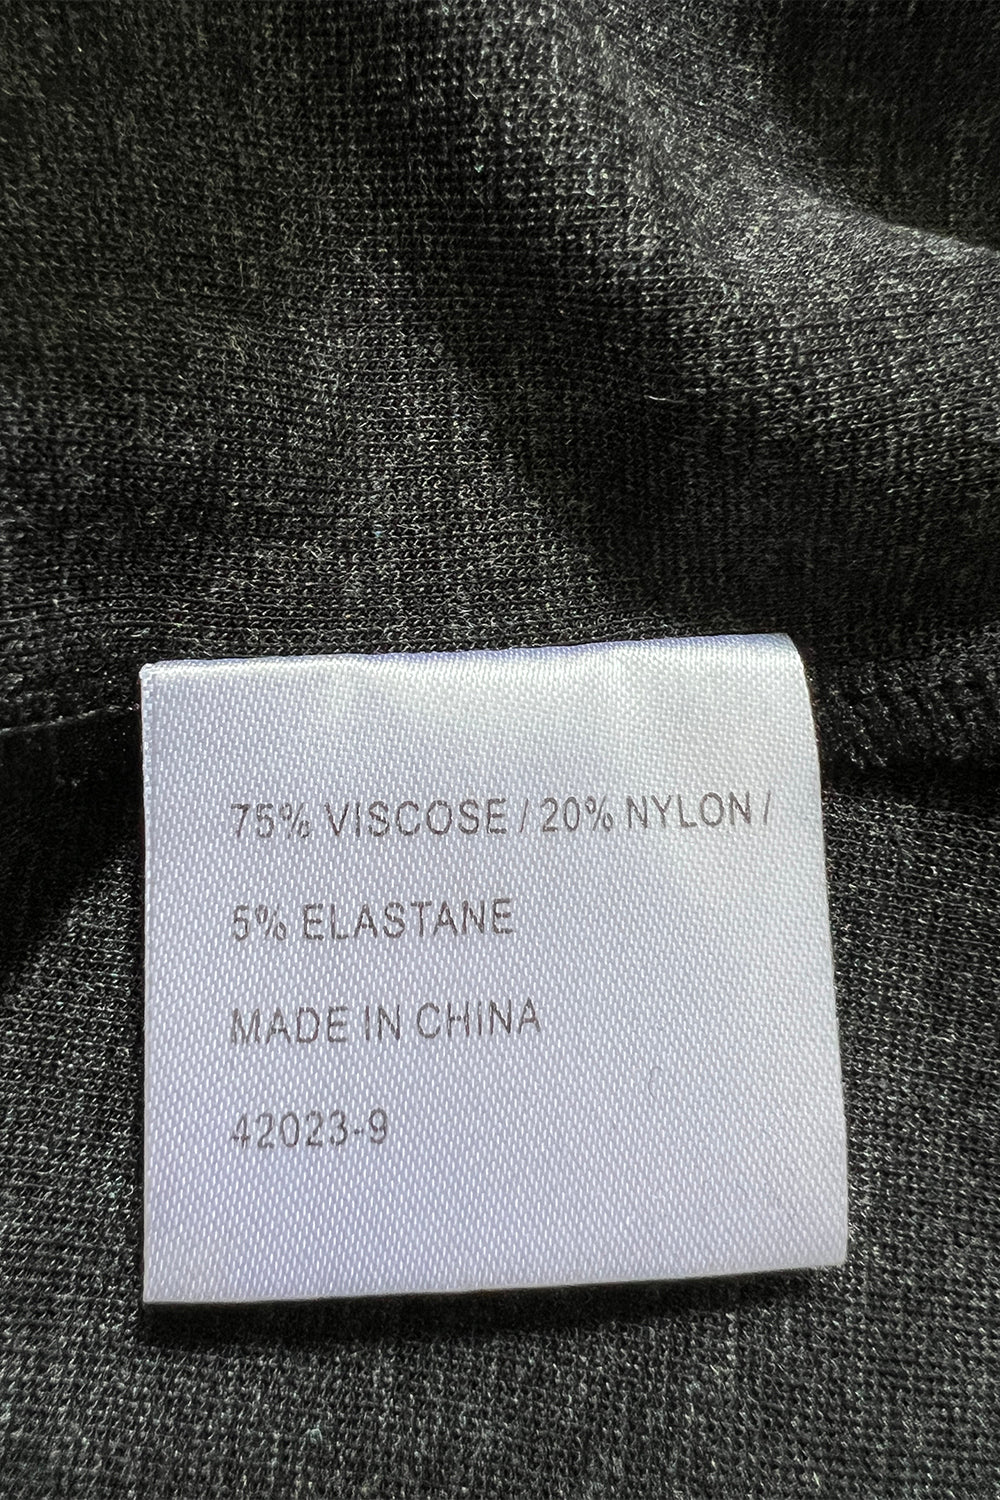 75% VISCOSE / 20% NYLON /
5% ELASTANE
MADE IN CHINA
42023-9